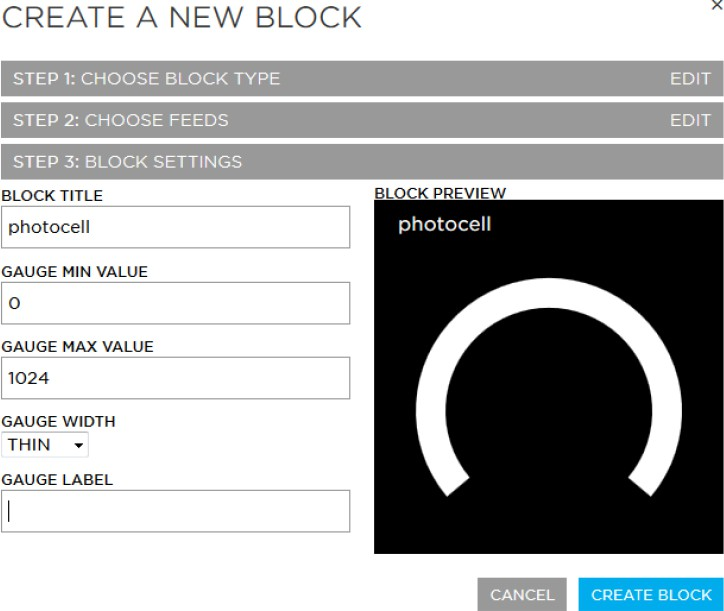 CREATE A NEW BLOCK
×
STEP 1: CHOOSE BLOCK TYPE EDIT
STEP 2: CHOOSE FEEDS EDIT
STEP 3: BLOCK SETTINGS
BLOCK TITLE
photocell
GAUGE MIN VALUE
0
GAUGE MAX VALUE
1024
GAUGE WIDTH
THIN
GAUGE LABEL
BLOCK PREVIEW
photocell
CANCEL CREATE BLOCK